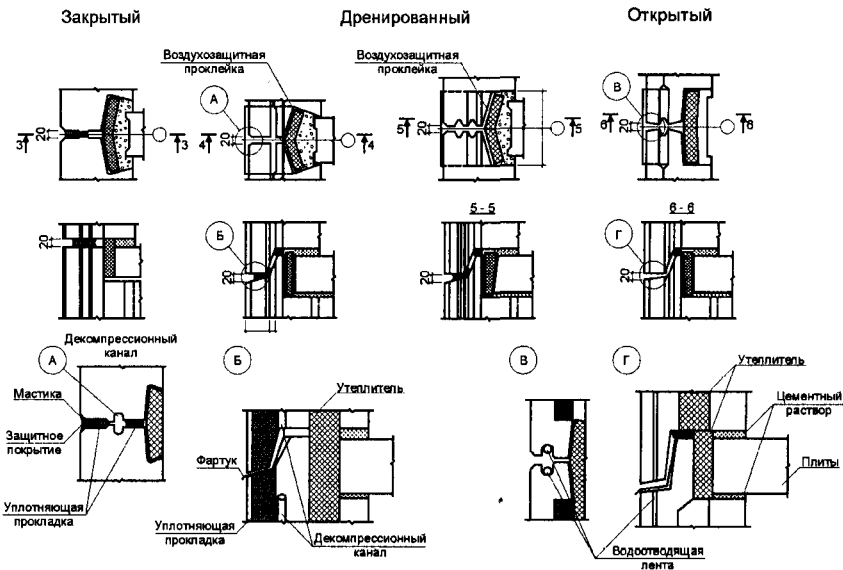 Закрытый
Дренированный
Открытый
Воздухозащитная
проклейка
Воздухозащитная
проклейка
А
В
20
3
3
20
4
4
20
5
5
20
6
6
5 - 5
6 - 6
Б
Г
20
20
20
20
Декомпрессионный
канал
А
Мастика
Защитное
покрытие
Уплотняющая
прокладка
Б
Утеплитель
Фартук
Уплотняющая
прокладка
Декомпрессионный
канал
В
Водоотводящая
лента
Г
Утеплитель
Цементный
раствор
Плиты